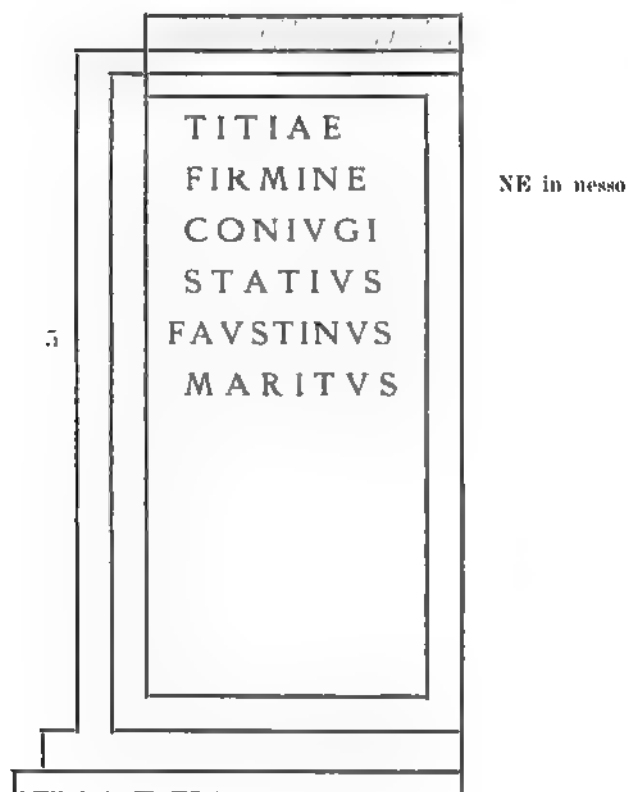 TITIAE
FIRMINE NE in nesso
CONIVGI
STATIVS
5 FAVSTINVS
MARITVS